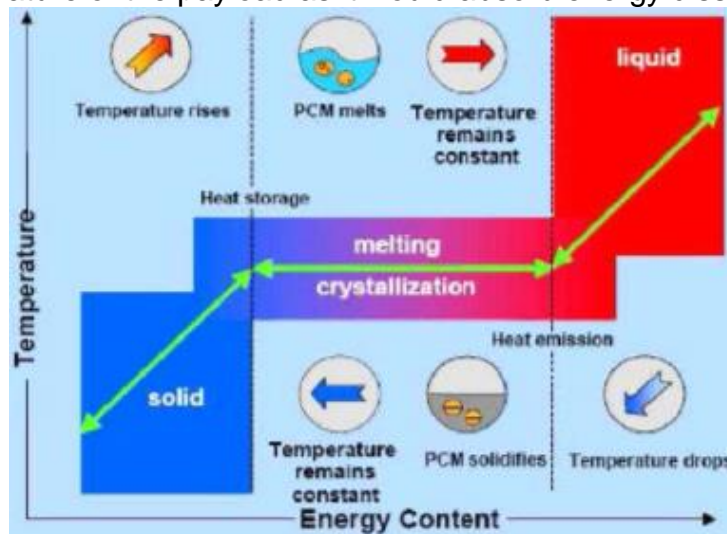 liquid
Temperature rises
PCM melts
Temperature
remains
constant
Heat storage
melting
crystallization
Temperature
Heat emission
solid
Temperature
remains
constant
PCM solidifies
Temperature drops
Energy Content